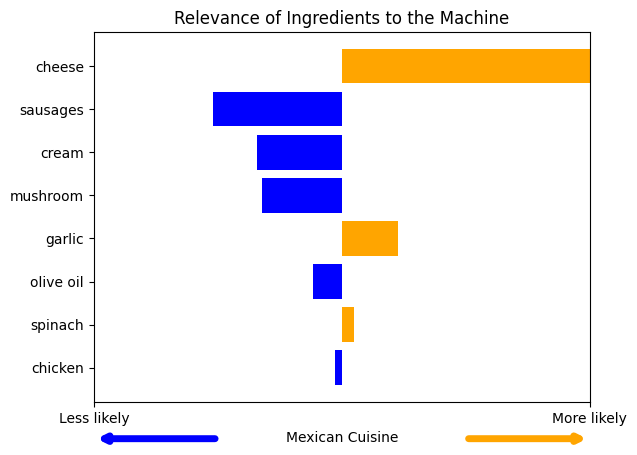 Relevance of Ingredients to the Machine
cheese
sausages
cream
mushroom
garlic
olive oil
spinach
chicken
Less likely
More likely
Mexican Cuisine